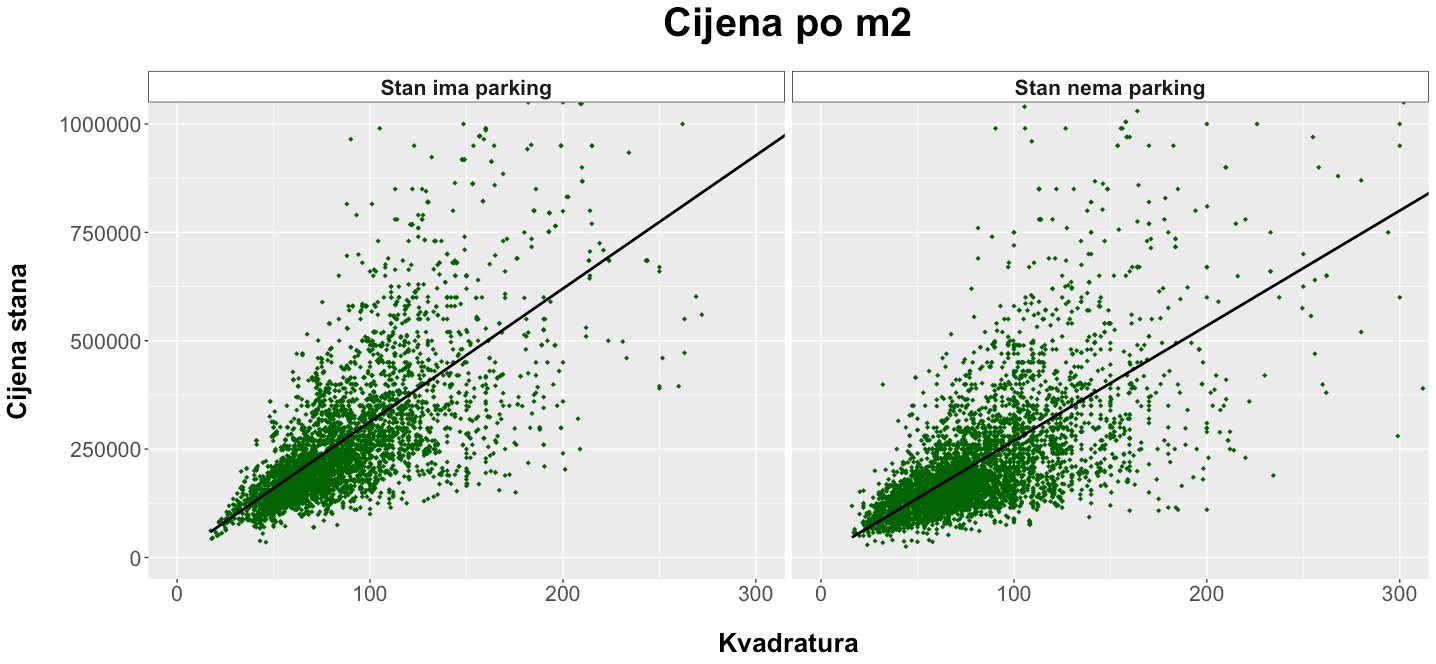 Cijena po m2
Stan ima parking
Stan nema parking
Cijena stana
1000000
750000
500000
250000
0
0 100 200 300
0 100 200 300
Kvadratura